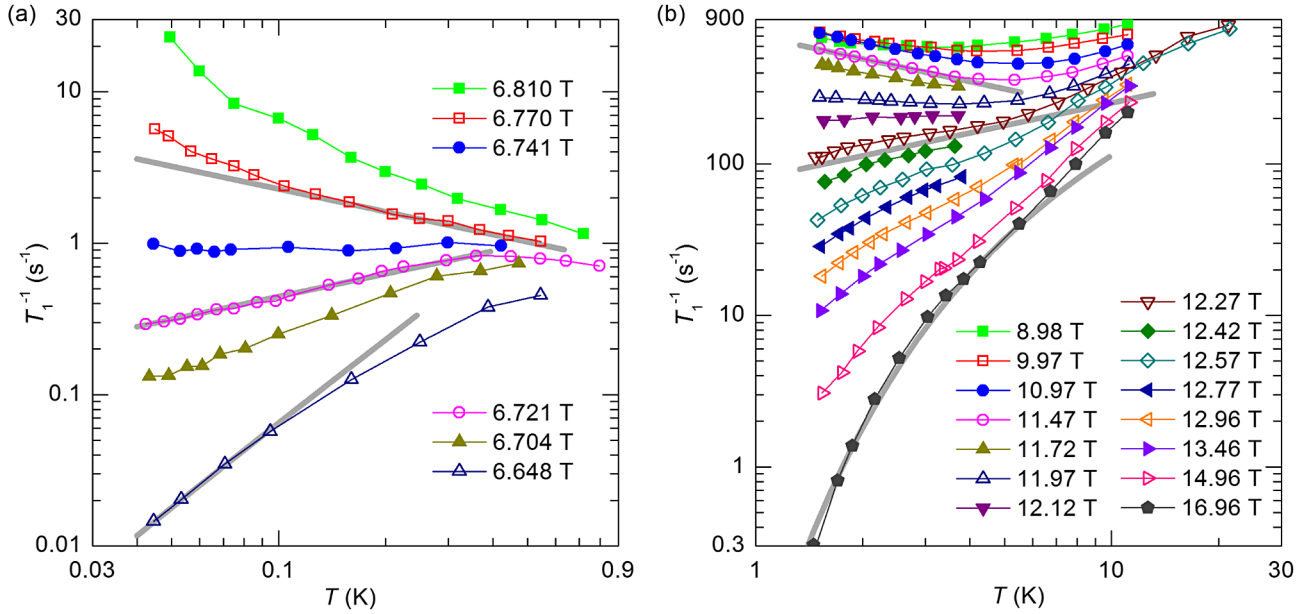 (a)
30
10
1
0.1
0.01
T₁⁻¹ (s⁻¹)
6.810 T
6.770 T
6.741 T
6.721 T
6.704 T
6.648 T
0.03
0.1
0.9
T (K)
(b)
900
100
10
1
0.3
T₁⁻¹ (s⁻¹)
8.98 T
9.97 T
10.97 T
11.47 T
11.72 T
11.97 T
12.12 T
12.27 T
12.42 T
12.57 T
12.77 T
12.96 T
13.46 T
14.96 T
16.96 T
1
10
30
T (K)